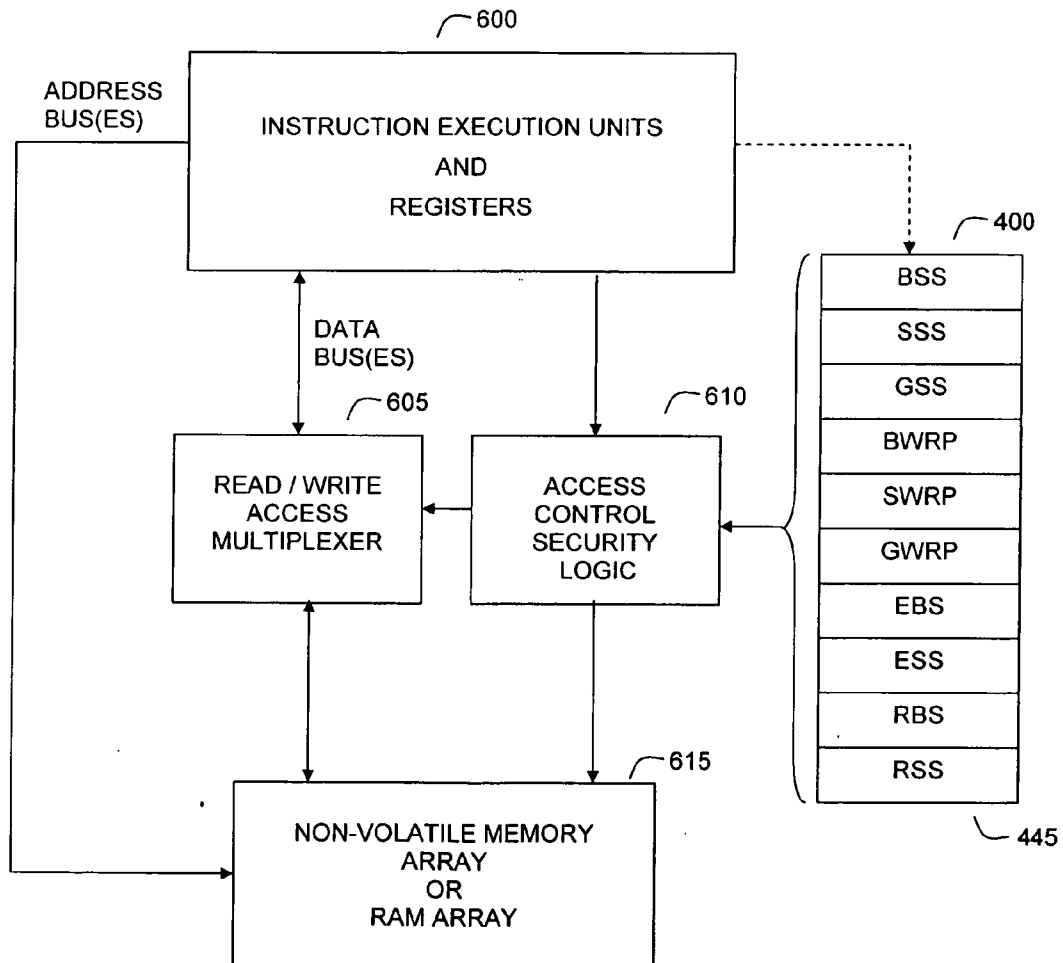 600
ADDRESS
BUS(ES)
INSTRUCTION EXECUTION UNITS
AND
REGISTERS
400
BSS
SSS
GSS
BWRP
SWRP
GWRP
EBS
ESS
RBS
RSS
445
DATA
BUS(ES)
605
610
READ / WRITE
ACCESS
MULTIPLEXER
ACCESS
CONTROL
SECURITY
LOGIC
615
NON-VOLATILE MEMORY
ARRAY
OR
RAM ARRAY